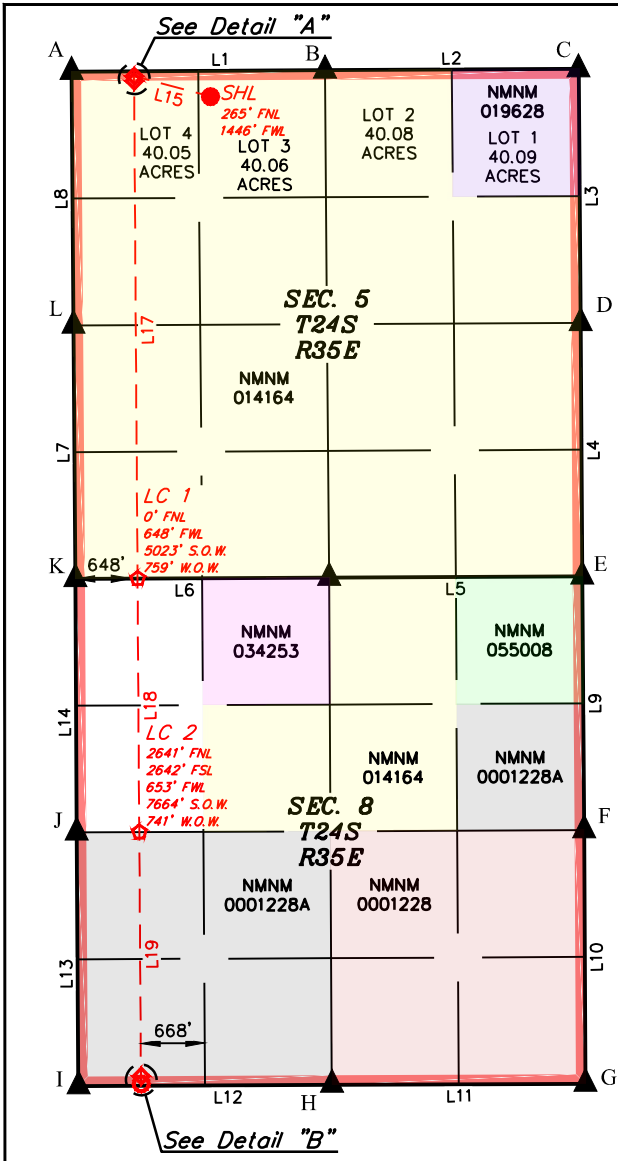 See Detail "A"
A
L1
B
L2
C
L15
SHL
265' FNL
1446' FWL
LOT 4
40.05
ACRES
LOT 3
40.06
ACRES
LOT 2
40.08
ACRES
NMNM
019628
LOT 1
40.09
ACRES
L8
L3
SEC. 5
T24S
R35E
L
L17
D
NMNM
014164
L7
L4
LC 1
0' FNL
648' FWL
5023' S.O.W.
759' W.O.W.
K
648'
E
L6
L5
NMNM
034253
NMNM
055008
L14
L18
L9
LC 2
2641' FNL
2642' FSL
653' FWL
7664' S.O.W.
741' W.O.W.
NMNM
014164
NMNM
0001228A
SEC. 8
T24S
R35E
J
F
NMNM
0001228A
NMNM
0001228
L13
L19
L10
668'
I
L12
H
L11
G
See Detail "B"